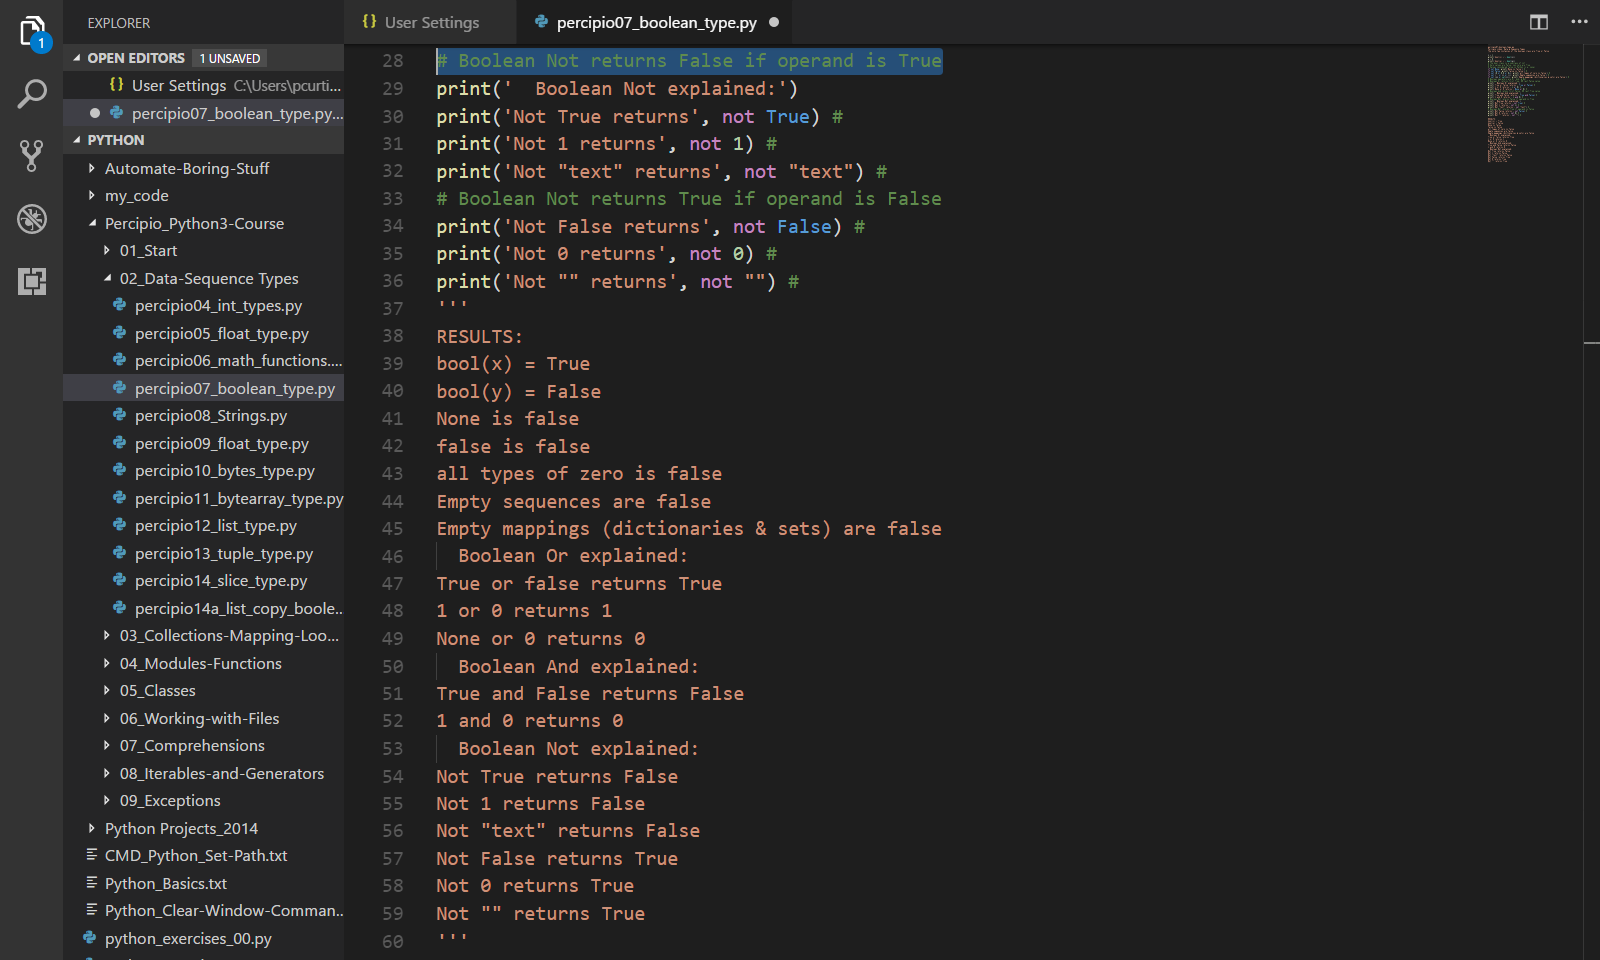 EXPLORER
OPEN EDITORS 1 UNSAVED
{} User Settings C:\Users\pcurti...
percipio07_boolean_type.py...
PYTHON
Automate-Boring-Stuff
my_code
Percipio_Python3-Course
01_Start
02_Data-Sequence Types
percipio04_int_types.py
percipio05_float_type.py
percipio06_math_functions....
percipio07_boolean_type.py
percipio08_Strings.py
percipio09_float_type.py
percipio10_bytes_type.py
percipio11_bytearray_type.py
percipio12_list_type.py
percipio13_tuple_type.py
percipio14_slice_type.py
percipio14a_list_copy_boole..
03_Collections-Mapping-Loo...
04_Modules-Functions
05_Classes
06_Working-with-Files
07_Comprehensions
08_Iterables-and-Generators
09_Exceptions
Python Projects_2014
CMD_Python_Set-Path.txt
Python_Basics.txt
Python_Clear-Window-Comman..
python_exercises_00.py
1
{} User Settings
percipio07_boolean_type.py
28 # Boolean Not returns False if operand is True
29 print('  Boolean Not explained:')
30 print('Not True returns', not True) #
31 print('Not 1 returns', not 1) #
32 print('Not "text" returns', not "text") #
33 # Boolean Not returns True if operand is False
34 print('Not False returns', not False) #
35 print('Not 0 returns', not 0) #
36 print('Not "" returns', not "") #
37 '''
38 RESULTS:
39 bool(x) = True
40 bool(y) = False
41 None is false
42 false is false
43 all types of zero is false
44 Empty sequences are false
45 Empty mappings (dictionaries & sets) are false
46   Boolean Or explained:
47 True or false returns True
48 1 or 0 returns 1
49 None or 0 returns 0
50   Boolean And explained:
51 True and False returns False
52 1 and 0 returns 0
53   Boolean Not explained:
54 Not True returns False
55 Not 1 returns False
56 Not "text" returns False
57 Not False returns True
58 Not 0 returns True
59 Not "" returns True
60 '''